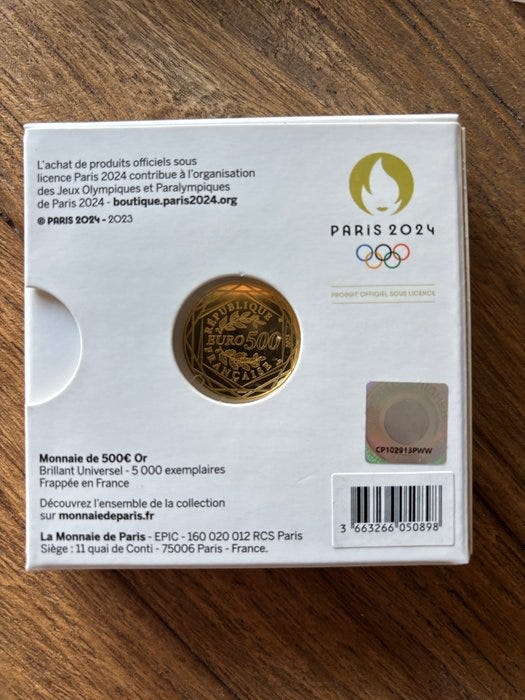 L'achat de produits officiels sous
licence Paris 2024 contribue à l'organisation
des Jeux Olympiques et Paralympiques
de Paris 2024 - boutique.paris2024.org
© PARIS 2024 - 2023
PARIS 2024
PRODUIT OFFICIEL SOUS LICENCE
RÉPUBLIQUE
EURO 500
FRANÇAISE
CP102913PWW
Monnaie de 500€ Or
Brillant Universel - 5 000 exemplaires
Frappée en France
Découvrez l'ensemble de la collection
sur monnaiedeparis.fr
La Monnaie de Paris - EPIC - 160 020 012 RCS Paris
Siège : 11 quai de Conti - 75006 Paris - France.
3 663266 050898